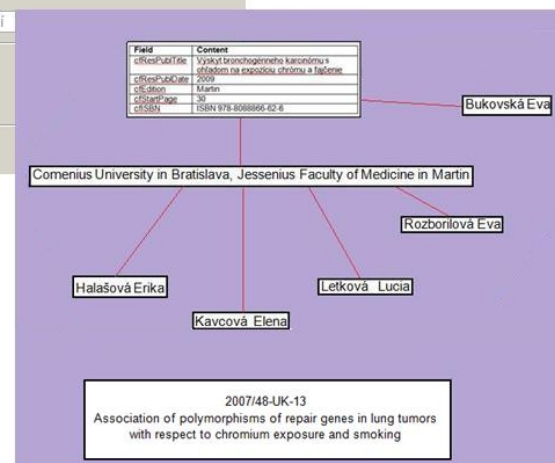 Field Content
cfResPublTitle Výskyt bronchogénneho karcinómu s
ohľadom na expozíciu chrómu a fajčenie
cfResPublDate 2009
cfEdition Martin
cfStartPage 30
cfISBN ISBN 978-8088866-62-6
Bukovská Eva
Comenius University in Bratislava, Jessenius Faculty of Medicine in Martin
Rozborilová Eva
Halašová Erika
Letková Lucia
Kavcová Elena
2007/48-UK-13
Association of polymorphisms of repair genes in lung tumors
with respect to chromium exposure and smoking